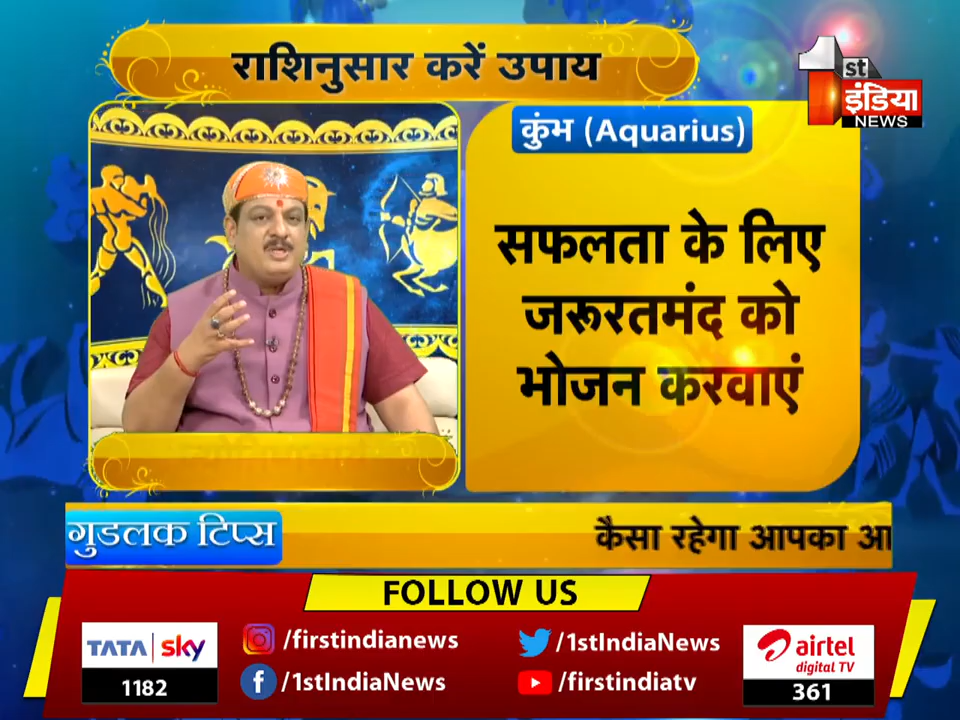 राशिनुसार करें उपाय
1st
इंडिया
NEWS
कुंभ (Aquarius)
सफलता के लिए
जरूरतमंद को
भोजन करवाएं
गुडलक टिप्स
कैसा रहेगा आपका आ
FOLLOW US
TATA sky
1182
/firstindianews
/1stIndiaNews
/1stIndiaNews
/firstindiatv
airtel
digital TV
361